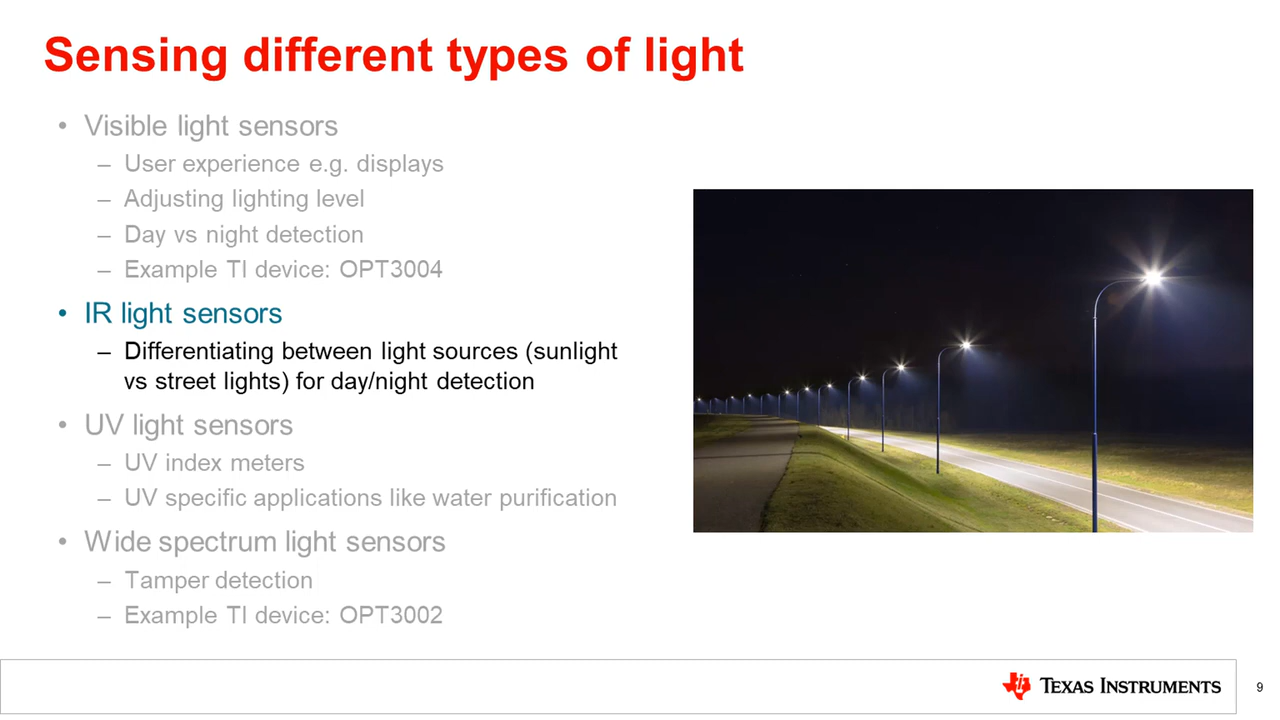 Sensing different types of light
• Visible light sensors
– User experience e.g. displays
– Adjusting lighting level
– Day vs night detection
– Example TI device: OPT3004
• IR light sensors
– Differentiating between light sources (sunlight
vs street lights) for day/night detection
• UV light sensors
– UV index meters
– UV specific applications like water purification
• Wide spectrum light sensors
– Tamper detection
– Example TI device: OPT3002
TEXAS INSTRUMENTS
9